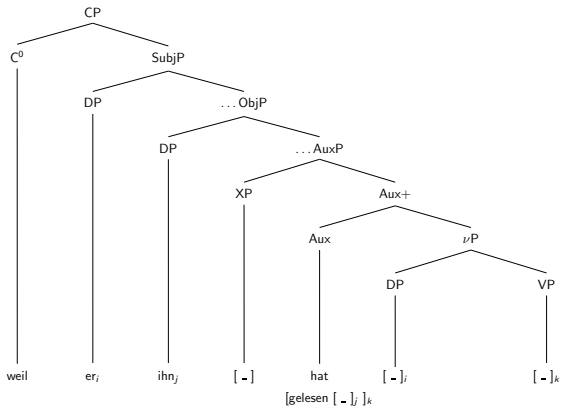 CP
C⁰ SubjP
DP ...ObjP
DP ...AuxP
XP Aux+
Aux νP
DP VP
weil erᵢ ihnⱼ [ - ] hat [ - ]ᵢ [ - ]ₖ
[gelesen [ - ]ⱼ ]ₖ